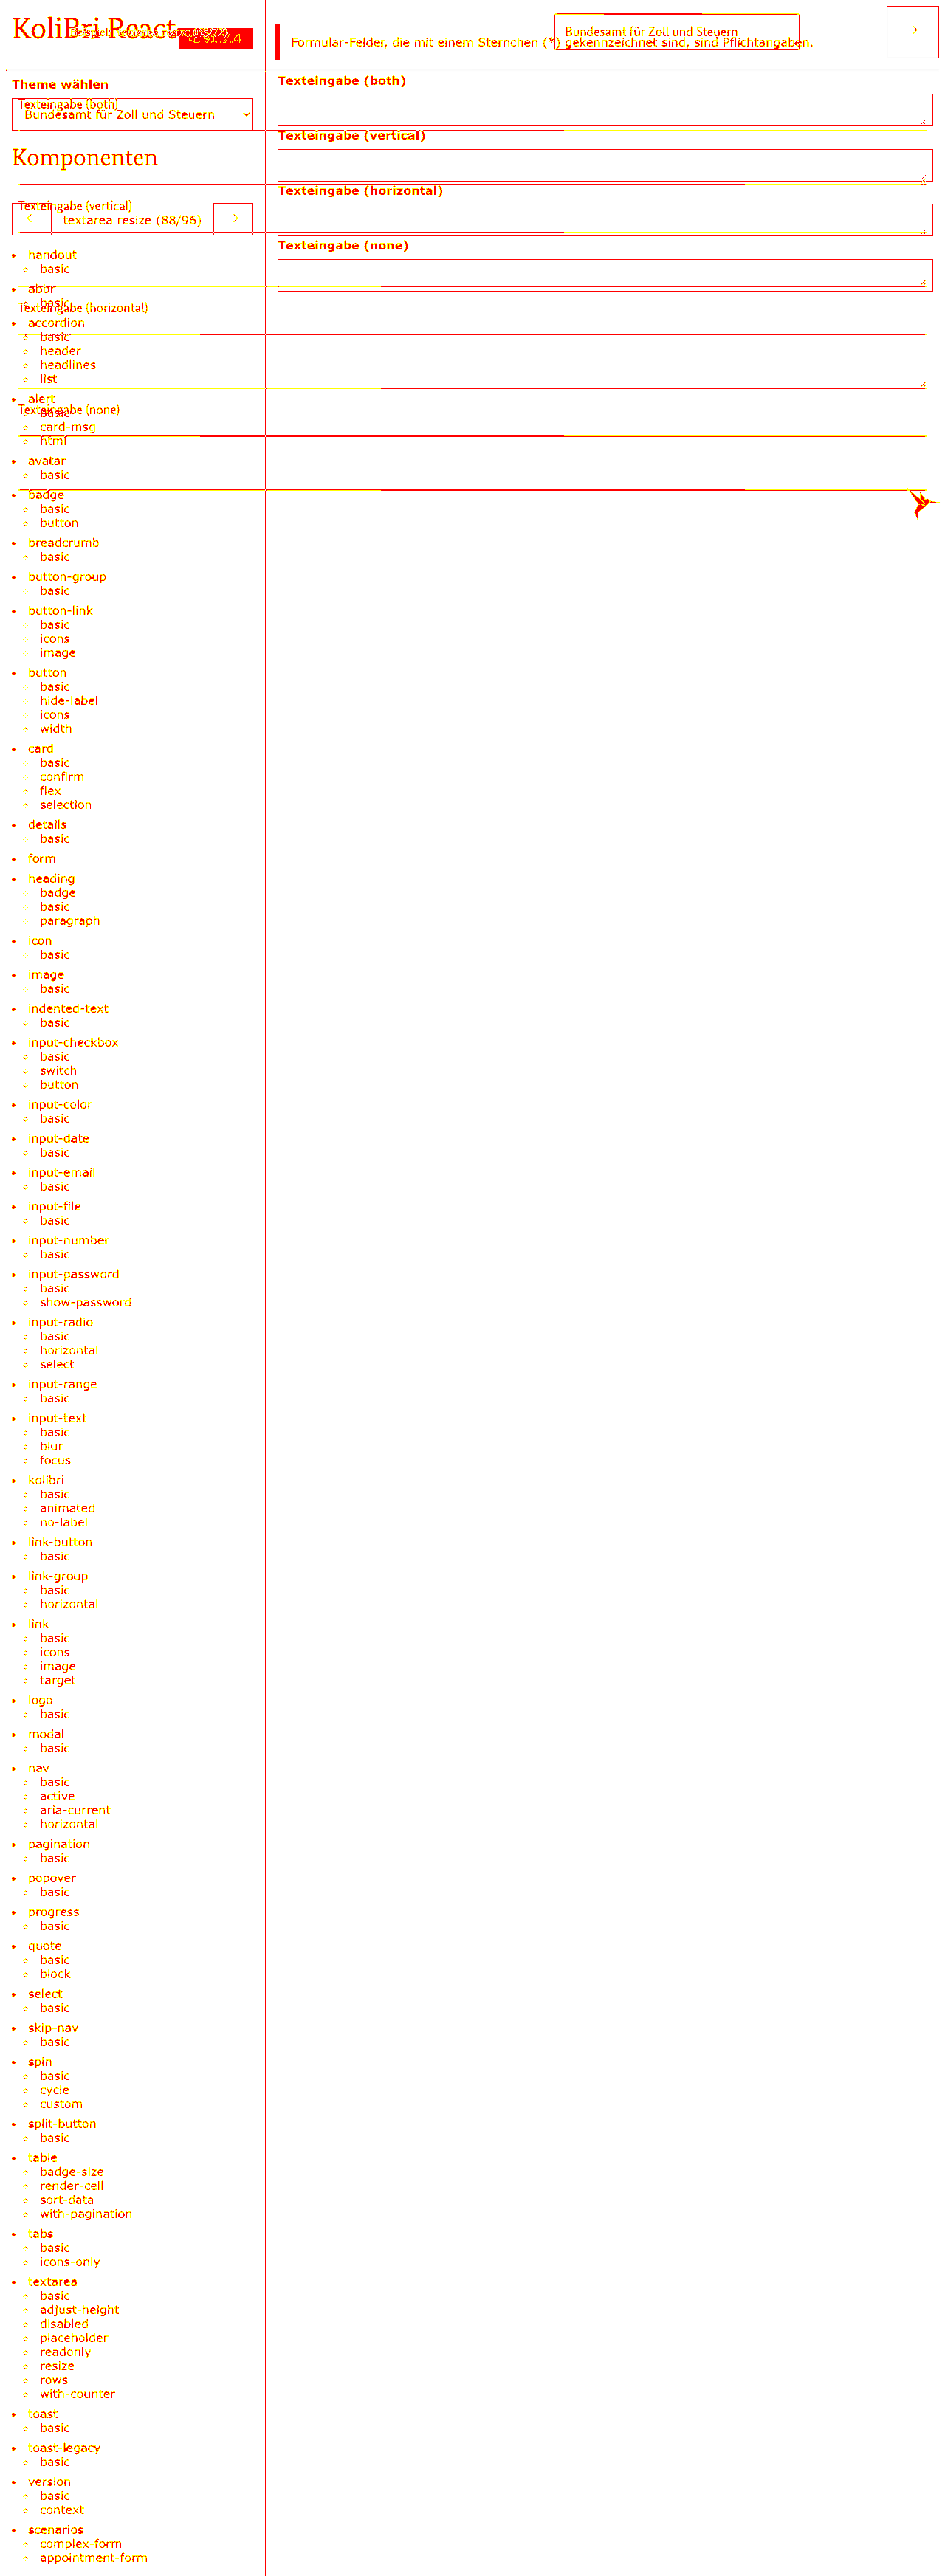 KoliBri React
Bundesamt für Zoll und Steuern
→
Formular-Felder, die mit einem Sternchen (*) gekennzeichnet sind, sind Pflichtangaben.
Theme wählen
Texteingabe (both)
Texteingabe (both)
Bundesamt für Zoll und Steuern
Texteingabe (vertical)
Komponenten
Texteingabe (horizontal)
Texteingabe (vertical)
← textarea resize (88/96) →
Texteingabe (none)
handout
basic
abbr
basic
Texteingabe (horizontal)
accordion
basic
header
headlines
list
alert
Texteingabe (none)
basic
card-msg
html
avatar
basic
badge
basic
button
breadcrumb
basic
button-group
basic
button-link
basic
icons
image
button
basic
hide-label
icons
width
card
basic
confirm
flex
selection
details
basic
form
heading
badge
basic
paragraph
icon
basic
image
basic
indented-text
basic
input-checkbox
basic
switch
button
input-color
basic
input-date
basic
input-email
basic
input-file
basic
input-number
basic
input-password
basic
show-password
input-radio
basic
horizontal
select
input-range
basic
input-text
basic
blur
focus
kolibri
basic
animated
no-label
link-button
basic
link-group
basic
horizontal
link
basic
icons
image
target
logo
basic
modal
basic
nav
basic
active
aria-current
horizontal
pagination
basic
popover
basic
progress
basic
quote
basic
block
select
basic
skip-nav
basic
spin
basic
cycle
custom
split-button
basic
table
badge-size
render-cell
sort-data
with-pagination
tabs
basic
icons-only
textarea
basic
adjust-height
disabled
placeholder
readonly
resize
rows
with-counter
toast
basic
toast-legacy
basic
version
basic
context
scenarios
complex-form
appointment-form